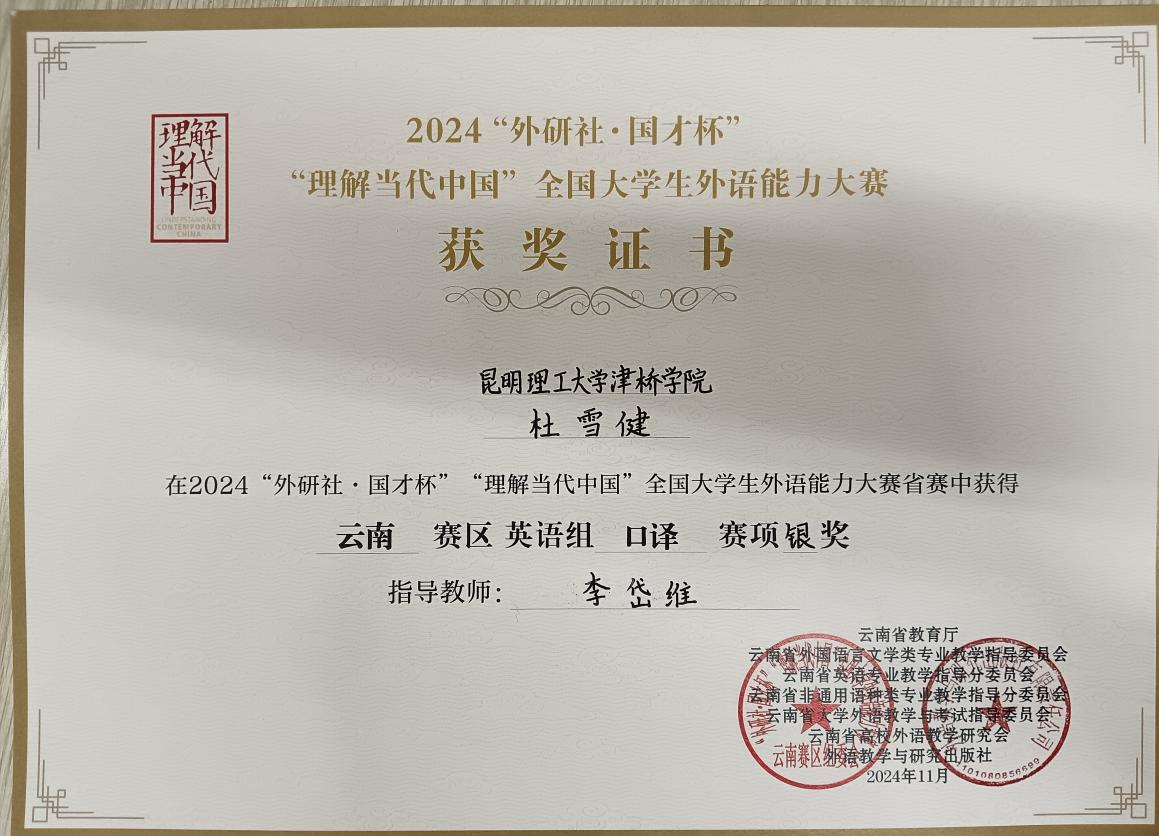 理解
当代
中国
UNDERSTANDING
CONTEMPORARY
CHINA
2024“外研社·国才杯”
“理解当代中国”全国大学生外语能力大赛
获奖证书
昆明理工大学津桥学院
杜雪健
在2024“外研社·国才杯”“理解当代中国”全国大学生外语能力大赛省赛中获得
云南 赛区 英语组 口译 赛项银奖
指导教师：李岱维
云南省教育厅
云南省外国语言文学类专业教学指导委员会
云南省英语专业教学指导分委员会
云南省非通用语种类专业教学指导分委员会
云南省大学外语教学与考试指导委员会
云南省高校外语教学研究会
外语教学与研究出版社
2024年11月
云南赛区组委会
1101080856699